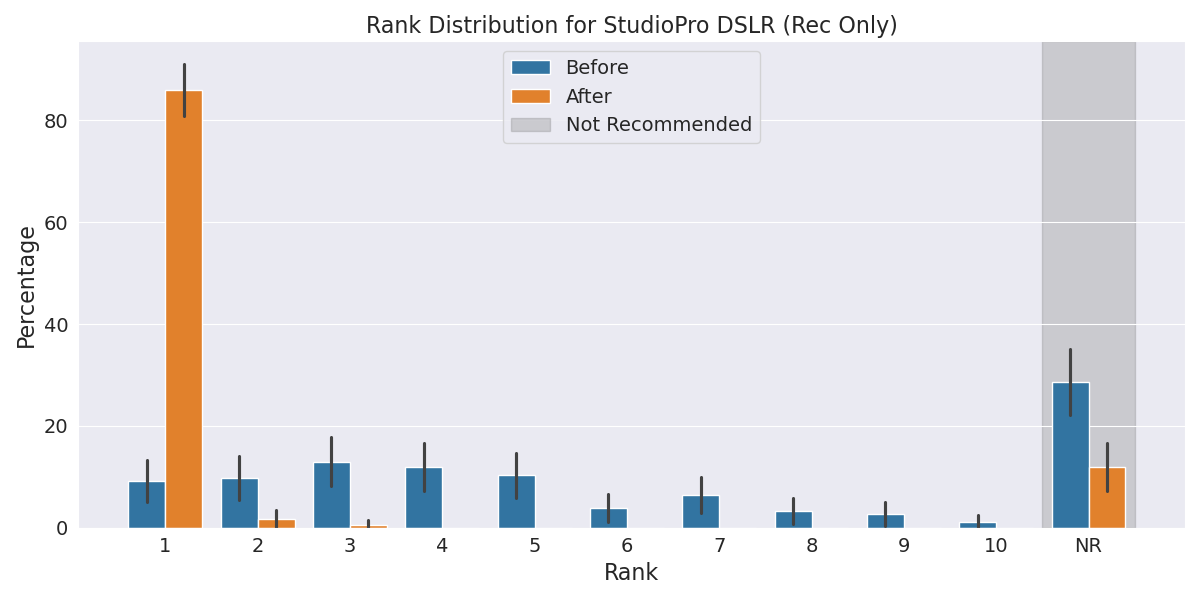 Rank Distribution for StudioPro DSLR (Rec Only)
Before
After
Not Recommended
Percentage
80
60
40
20
0
1 2 3 4 5 6 7 8 9 10 NR
Rank